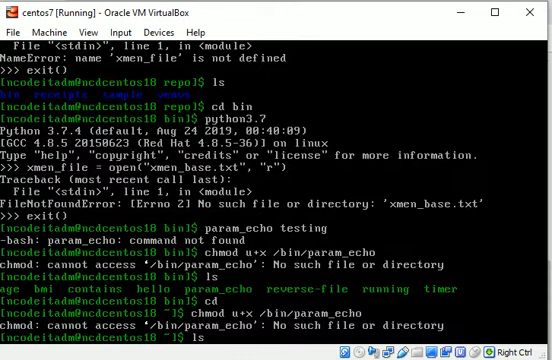 centos7 [Running] - Oracle VM VirtualBox
File Machine View Input Devices Help
File "<stdin>", line 1, in <module>
NameError: name 'xmen_file' is not defined
>>> exit()
[ncodeitadm@ncdcentos18 repo]$ ls
bin receipts sample venvs
[ncodeitadm@ncdcentos18 repo]$ cd bin
[ncodeitadm@ncdcentos18 bin]$ python3.7
Python 3.7.4 (default, Aug 24 2019, 00:40:09)
[GCC 4.8.5 20150623 (Red Hat 4.8.5-36)] on linux
Type "help", "copyright", "credits" or "license" for more information.
>>> xmen_file = open("xmen_base.txt", "r")
Traceback (most recent call last):
File "<stdin>", line 1, in <module>
FileNotFoundError: [Errno 2] No such file or directory: 'xmen_base.txt'
>>> exit()
[ncodeitadm@ncdcentos18 bin]$ param_echo testing
-bash: param_echo: command not found
[ncodeitadm@ncdcentos18 bin]$ chmod u+x /bin/param_echo
chmod: cannot access ‘/bin/param_echo’: No such file or directory
[ncodeitadm@ncdcentos18 bin]$ ls
age bmi contains hello param_echo reverse-file running timer
[ncodeitadm@ncdcentos18 bin]$ cd
[ncodeitadm@ncdcentos18 ~]$ chmod u+x /bin/param_echo
chmod: cannot access ‘/bin/param_echo’: No such file or directory
[ncodeitadm@ncdcentos18 ~]$ ls
Right Ctrl